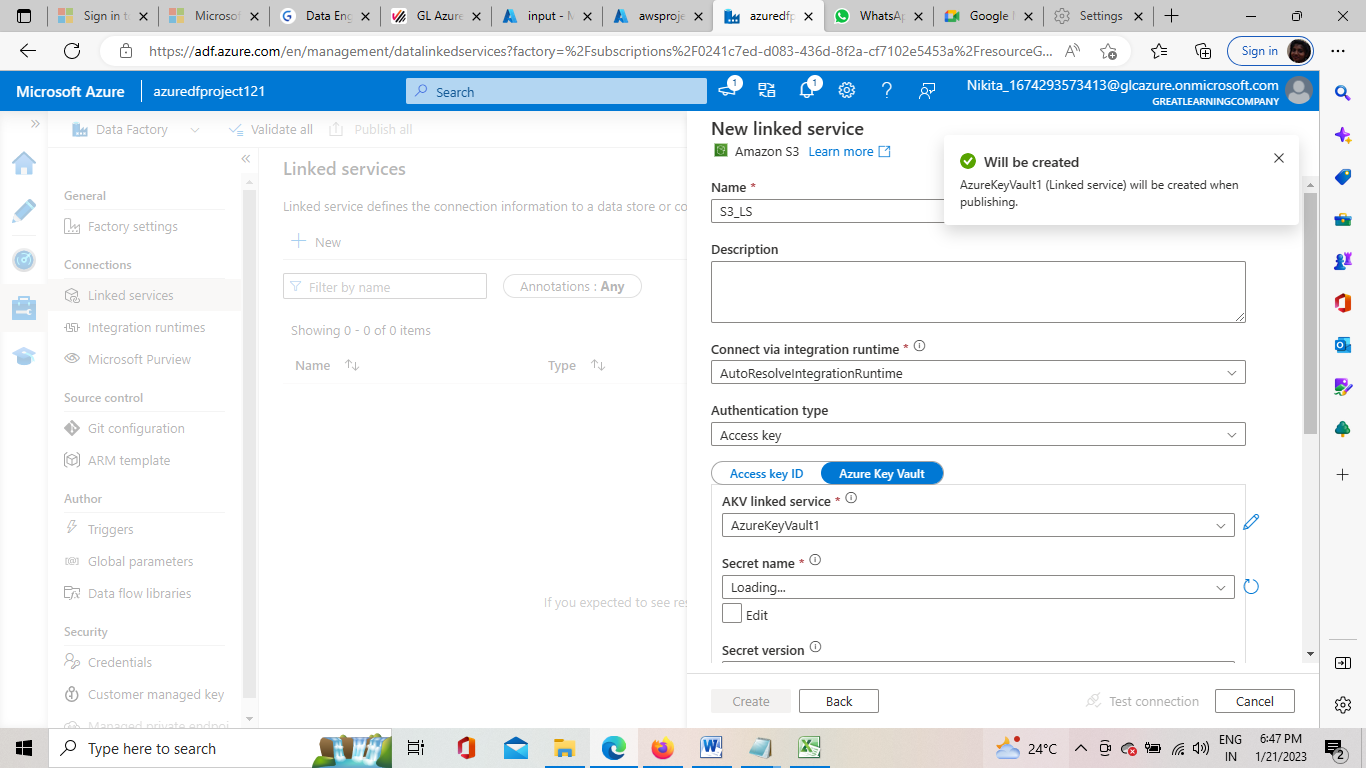 Sign in t
Microsof
Data Eng
GL Azure
input - M
awsproje
azuredfp
WhatsAp
Google M
Settings
https://adf.azure.com/en/management/datalinkedservices?factory=%2Fsubscriptions%2F0241c7ed-d083-436d-8f2a-cf7102e5453a%2FresourceG...
Sign in
Microsoft Azure
azuredfproject121
Search
1
1
Nikita_1674293573413@glcazure.onmicrosoft.com
GREATLEARNINGCOMPANY
Data Factory
Validate all
Publish all
General
Factory settings
Connections
Linked services
Integration runtimes
Microsoft Purview
Source control
Git configuration
ARM template
Author
Triggers
Global parameters
Data flow libraries
Security
Credentials
Customer managed key
Managed private endpoi
Linked services
Linked service defines the connection information to a data store or co
New
Filter by name
Annotations : Any
Showing 0 - 0 of 0 items
Name
Type
If you expected to see res
New linked service
Amazon S3 Learn more
Will be created
AzureKeyVault1 (Linked service) will be created when
publishing.
Name *
S3_LS
Description
Connect via integration runtime *
AutoResolveIntegrationRuntime
Authentication type
Access key
Access key ID
Azure Key Vault
AKV linked service *
AzureKeyVault1
Secret name *
Loading...
Edit
Secret version
Create
Back
Test connection
Cancel
Type here to search
24°C
ENG
IN
6:47 PM
1/21/2023
2